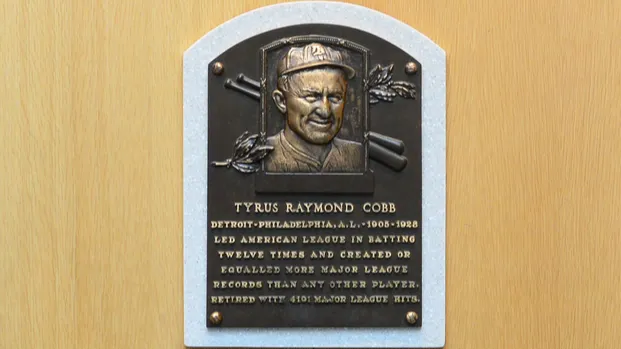 TYRUS RAYMOND COBB
DETROIT-PHILADELPHIA, A.L.-1905-1928
LED AMERICAN LEAGUE IN BATTING
TWELVE TIMES AND CREATED OR
EQUALLED MORE MAJOR LEAGUE
RECORDS THAN ANY OTHER PLAYER.
RETIRED WITH 4191 MAJOR LEAGUE HITS.